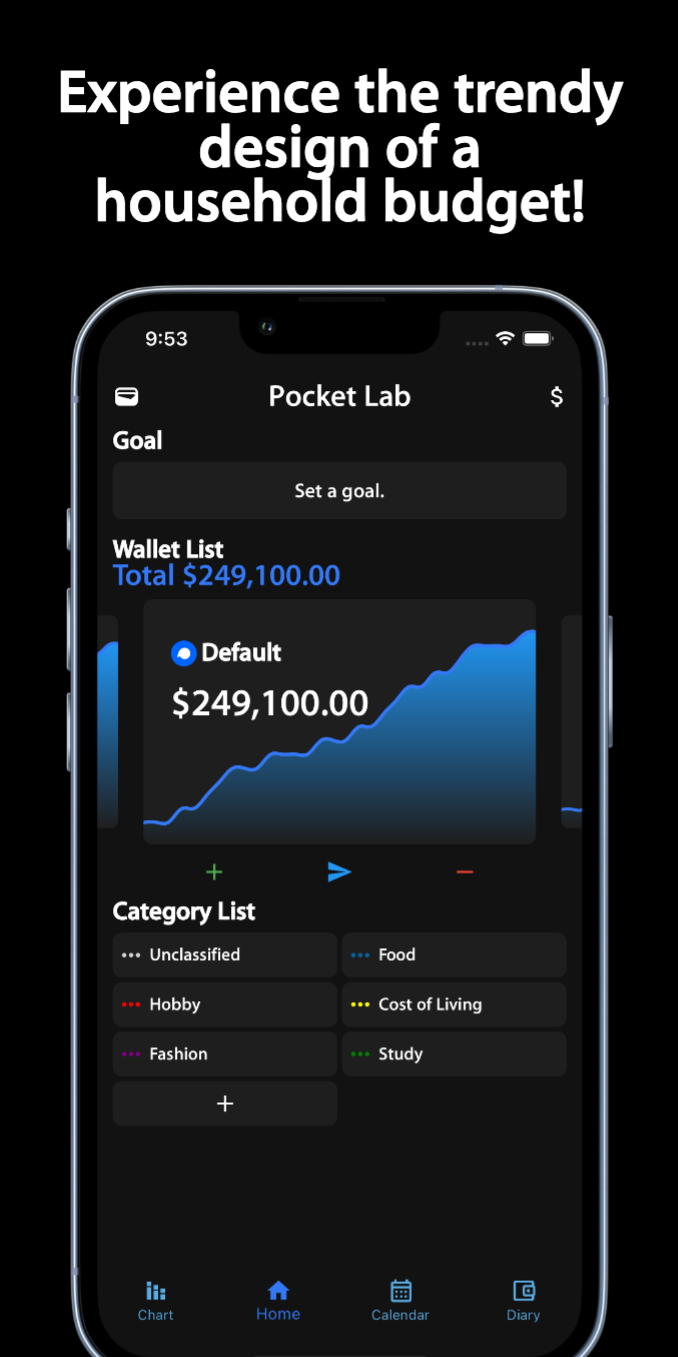 Experience the trendy
design of a
household budget!
9:53
Pocket Lab
$
Goal
Set a goal.
Wallet List
Total $249,100.00
Default
$249,100.00
Category List
Unclassified
Food
Hobby
Cost of Living
Fashion
Study
Chart
Home
Calendar
Diary